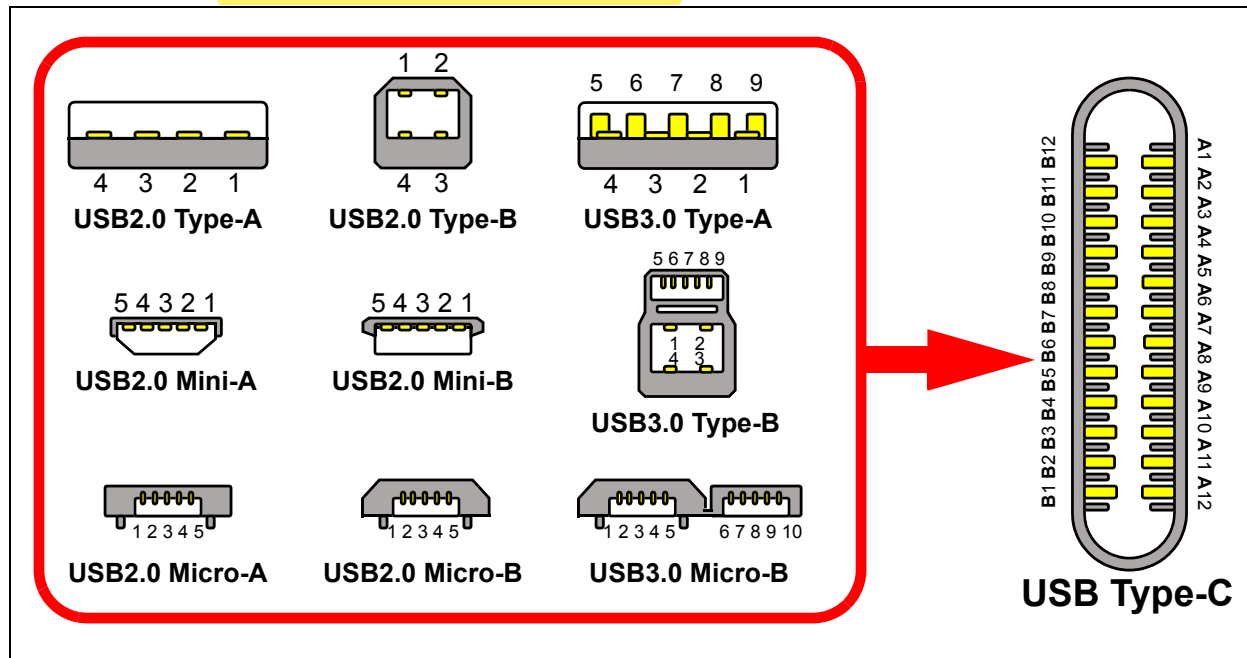 1 2
5 6 7 8 9
4 3 2 1
4 3
4 3 2 1
USB2.0 Type-A
USB2.0 Type-B
USB3.0 Type-A
5 6 7 8 9
5 4 3 2 1
5 4 3 2 1
1 2
4 3
USB2.0 Mini-A
USB2.0 Mini-B
USB3.0 Type-B
1 2 3 4 5
1 2 3 4 5
1 2 3 4 5
6 7 8 9 10
USB2.0 Micro-A
USB2.0 Micro-B
USB3.0 Micro-B
B1 B2 B3 B4 B5 B6 B7 B8 B9 B10 B11 B12
A1 A2 A3 A4 A5 A6 A7 A8 A9 A10 A11 A12
USB Type-C